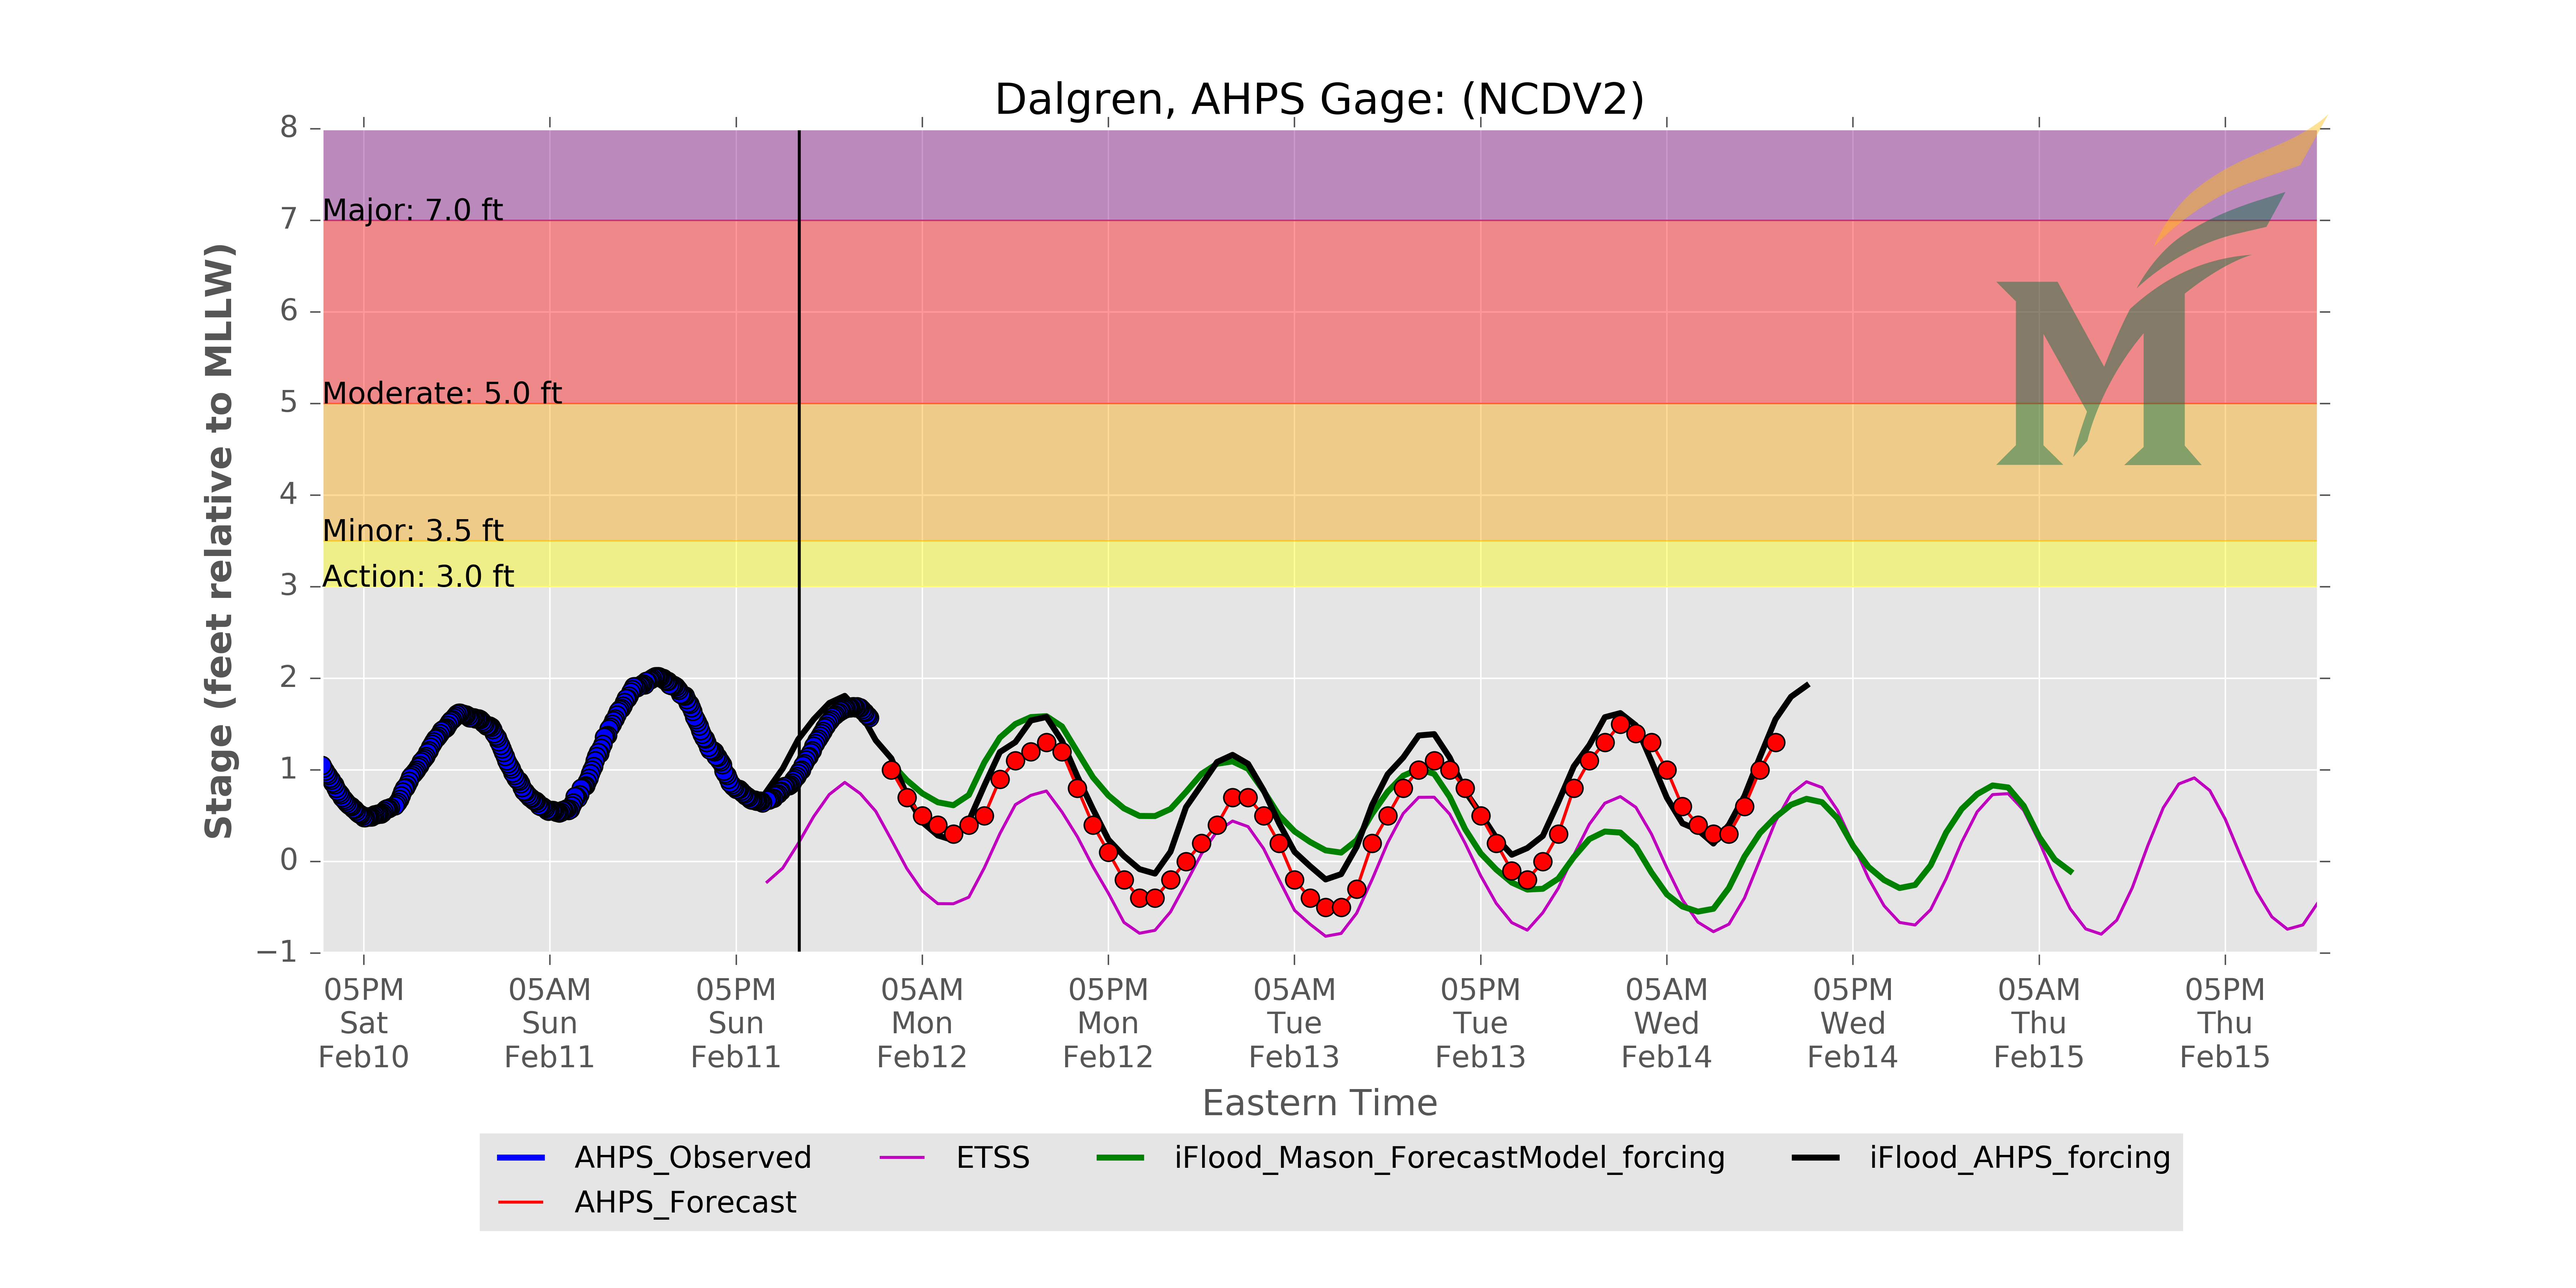 Dalgren, AHPS Gage: (NCDV2)
Stage (feet relative to MLLW)
8
7
6
5
4
3
2
1
0
−1
Major: 7.0 ft
Moderate: 5.0 ft
Minor: 3.5 ft
Action: 3.0 ft
M
05PM Sat Feb10
05AM Sun Feb11
05PM Sun Feb11
05AM Mon Feb12
05PM Mon Feb12
05AM Tue Feb13
05PM Tue Feb13
05AM Wed Feb14
05PM Wed Feb14
05AM Thu Feb15
05PM Thu Feb15
Eastern Time
AHPS_Observed
AHPS_Forecast
ETSS
iFlood_Mason_ForecastModel_forcing
iFlood_AHPS_forcing